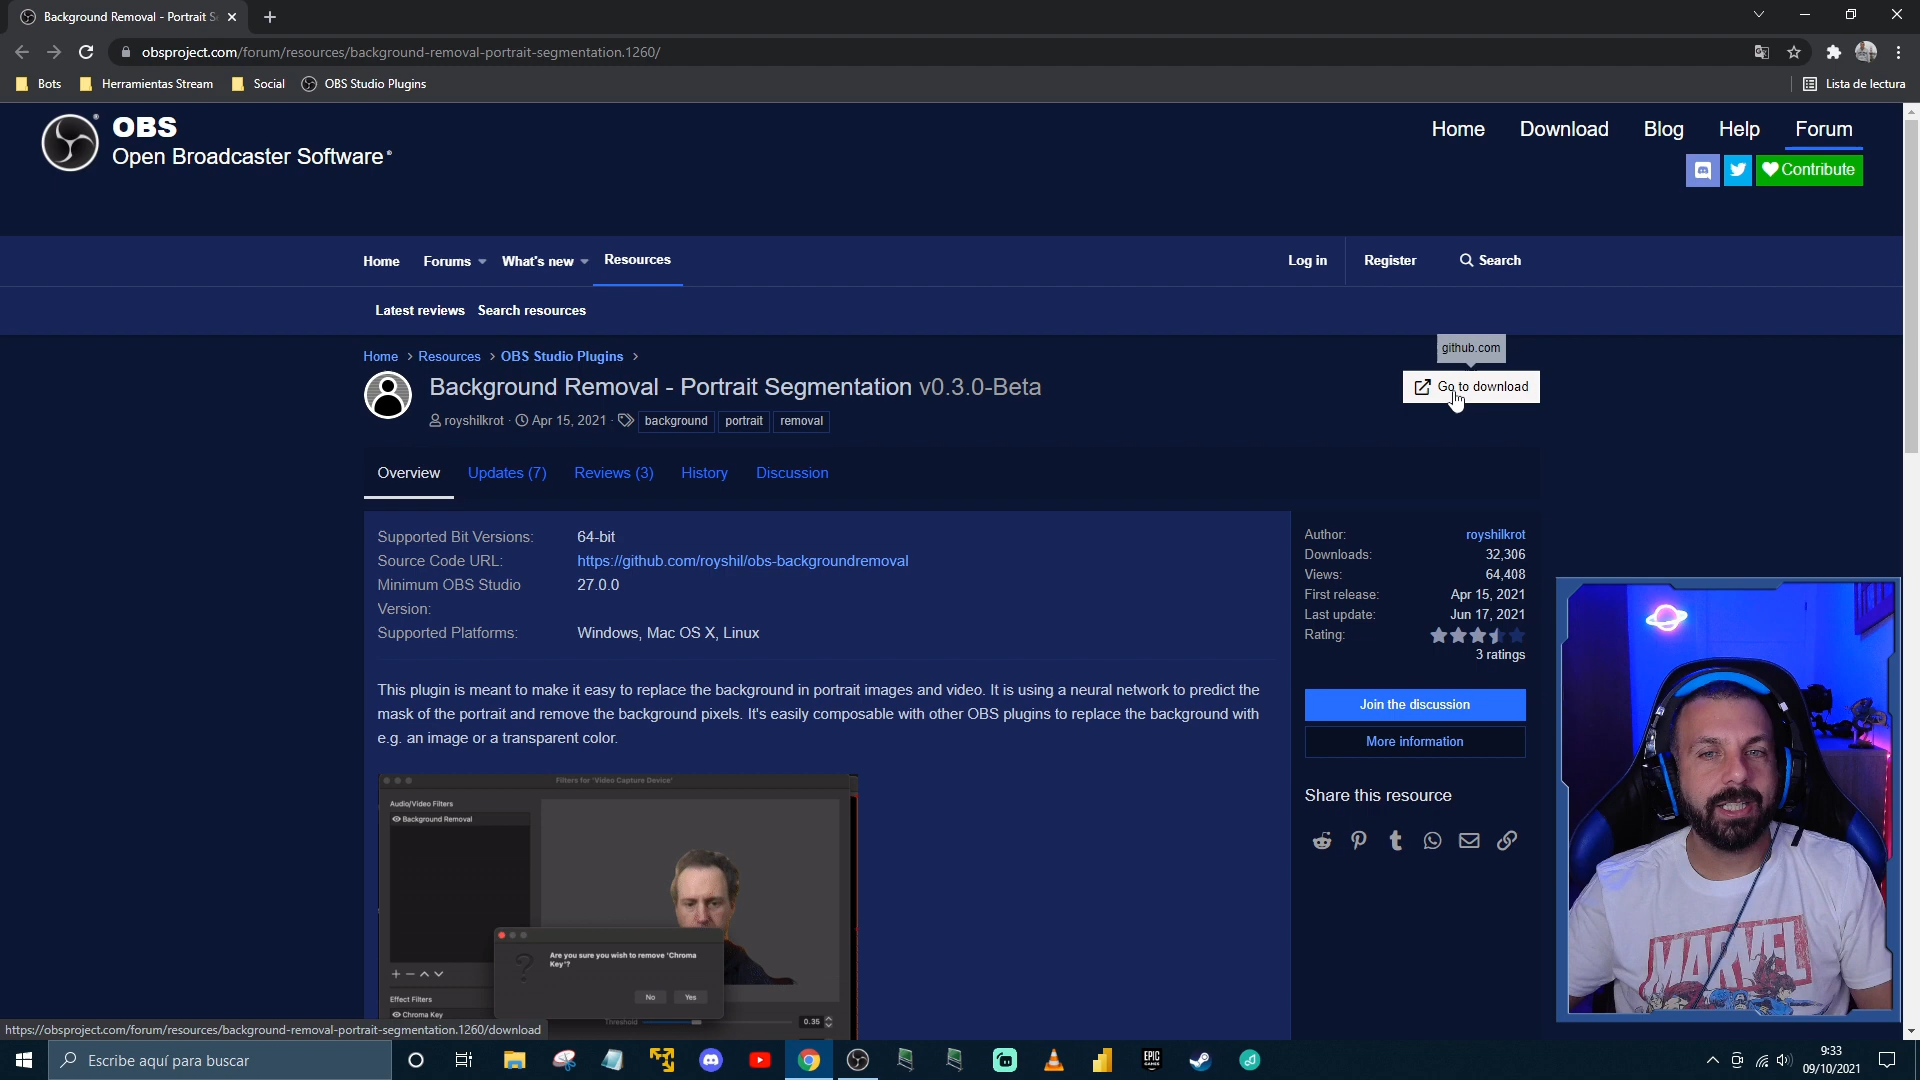 Background Removal - Portrait S
Bots
Herramientas Stream
Social
OBS Studio Plugins
Lista de lectura
obsproject.com/forum/resources/background-removal-portrait-segmentation.1260/
OBS
Open Broadcaster Software
Home
Download
Blog
Help
Forum
Contribute
Home
Forums
What's new
Resources
Log in
Register
Search
Latest reviews
Search resources
Home > Resources > OBS Studio Plugins >
github.com
Background Removal - Portrait Segmentation v0.3.0-Beta
Go to download
royshilkrot · Apr 15, 2021 · background portrait removal
Overview
Updates (7)
Reviews (3)
History
Discussion
Supported Bit Versions: 64-bit
Source Code URL: https://github.com/royshil/obs-backgroundremoval
Minimum OBS Studio Version: 27.0.0
Supported Platforms: Windows, Mac OS X, Linux
This plugin is meant to make it easy to replace the background in portrait images and video. It is using a neural network to predict the
mask of the portrait and remove the background pixels. It's easily composable with other OBS plugins to replace the background with
e.g. an image or a transparent color.
Author: royshilkrot
Downloads: 32,306
Views: 64,408
First release: Apr 15, 2021
Last update: Jun 17, 2021
Rating:
3 ratings
Join the discussion
More information
Share this resource
Filters for 'Video Capture Device'
Audio/Video Filters
Background Removal
Are you sure you wish to remove 'Chroma
Key'?
No
Yes
Effect Filters
Chroma Key
Threshold
0.35
MARVEL
https://obsproject.com/forum/resources/background-removal-portrait-segmentation.1260/download
Escribe aquí para buscar
EPIC
GAMES
9:33
09/10/2021